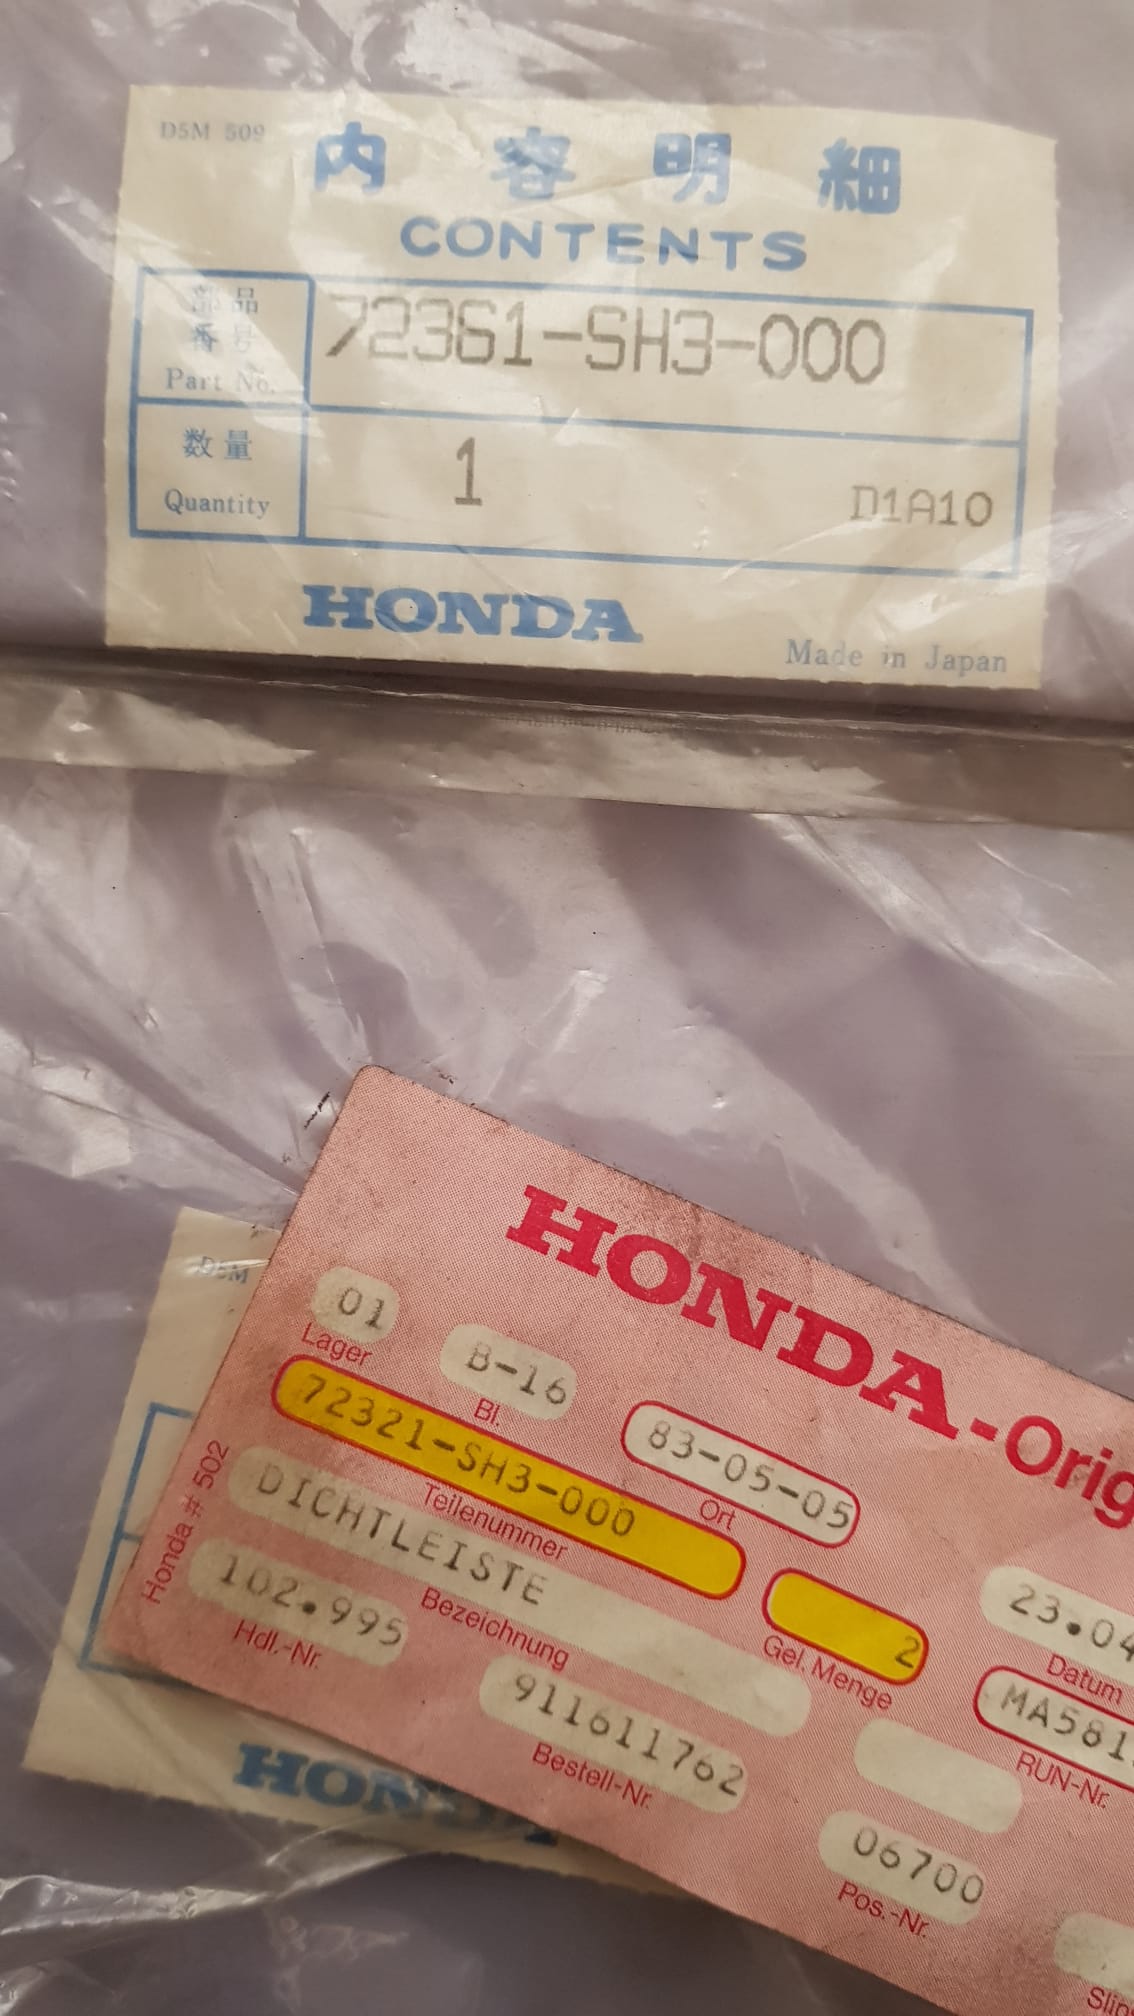 D5M 509
内容明細
CONTENTS
部品
番号
Part No.
72361-SH3-000
数量
Quantity
1
D1A10
HONDA
Made in Japan
D5M
HONDA-Orig
01
Lager
B-16
Bl.
83-05-05
Ort
72321-SH3-000
Teilenummer
2
Gel. Menge
23.04
Datum
DICHTLEISTE
Bezeichnung
MA581
RUN-Nr.
102.995
Hdl.-Nr.
911611762
Bestell-Nr.
06700
Pos.-Nr.
Honda # 502
HONDA